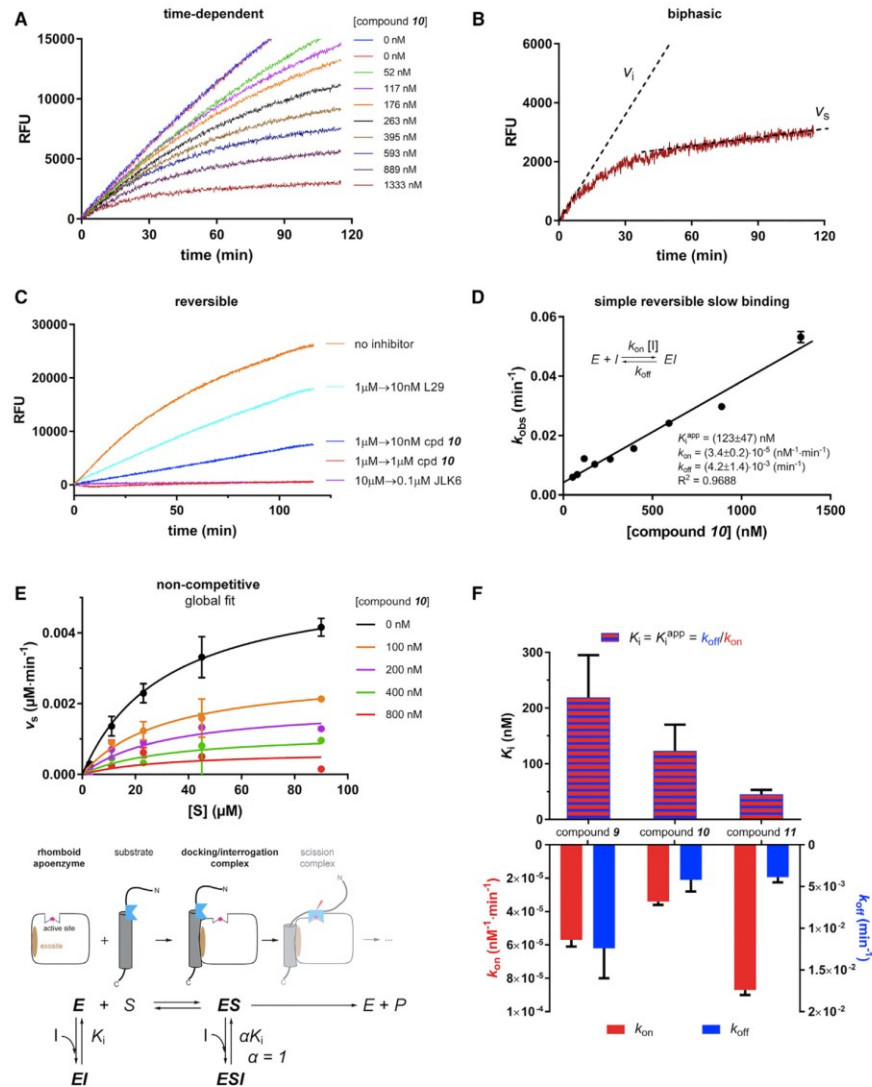 A
time-dependent
[compound 10]
15000
10000
5000
0
RFU
0
30
60
90
120
time (min)
0 nM
0 nM
52 nM
117 nM
176 nM
263 nM
395 nM
593 nM
889 nM
1333 nM
B
biphasic
6000
4000
2000
0
RFU
Vi
Vs
0
30
60
90
120
time (min)
C
reversible
30000
20000
10000
0
RFU
0
50
100
time (min)
no inhibitor
1µM→10nM L29
1µM→10nM cpd 10
1µM→1µM cpd 10
10µM→0.1µM JLK6
D
simple reversible slow binding
0.06
0.04
0.02
0.00
kobs (min⁻¹)
kon [I]
E + I ⇌ EI
koff
Kiapp = (123±47) nM
kon = (3.4±0.2)·10⁻⁵ (nM⁻¹·min⁻¹)
koff = (4.2±1.4)·10⁻³ (min⁻¹)
R² = 0.9688
0
500
1000
1500
[compound 10] (nM)
E
non-competitive
global fit
[compound 10]
0 nM
100 nM
200 nM
400 nM
800 nM
0.004
0.002
0.000
vs (µM·min⁻¹)
0
20
40
60
80
100
[S] (µM)
rhomboid
apoenzyme
substrate
docking/interrogation
complex
scission
complex
active site
exosite
N
C
N
C
N
C
+
...
E + S ⇌ ES → E + P
I
Ki
I
αKi
α = 1
EI
ESI
F
Ki = Kiapp = koff/kon
300
200
100
0
Ki (nM)
compound 9
compound 10
compound 11
0
2×10⁻⁵
4×10⁻⁵
6×10⁻⁵
8×10⁻⁵
1×10⁻⁴
kon (nM⁻¹·min⁻¹)
0
5×10⁻³
1×10⁻²
1.5×10⁻²
2×10⁻²
koff (min⁻¹)
kon
koff